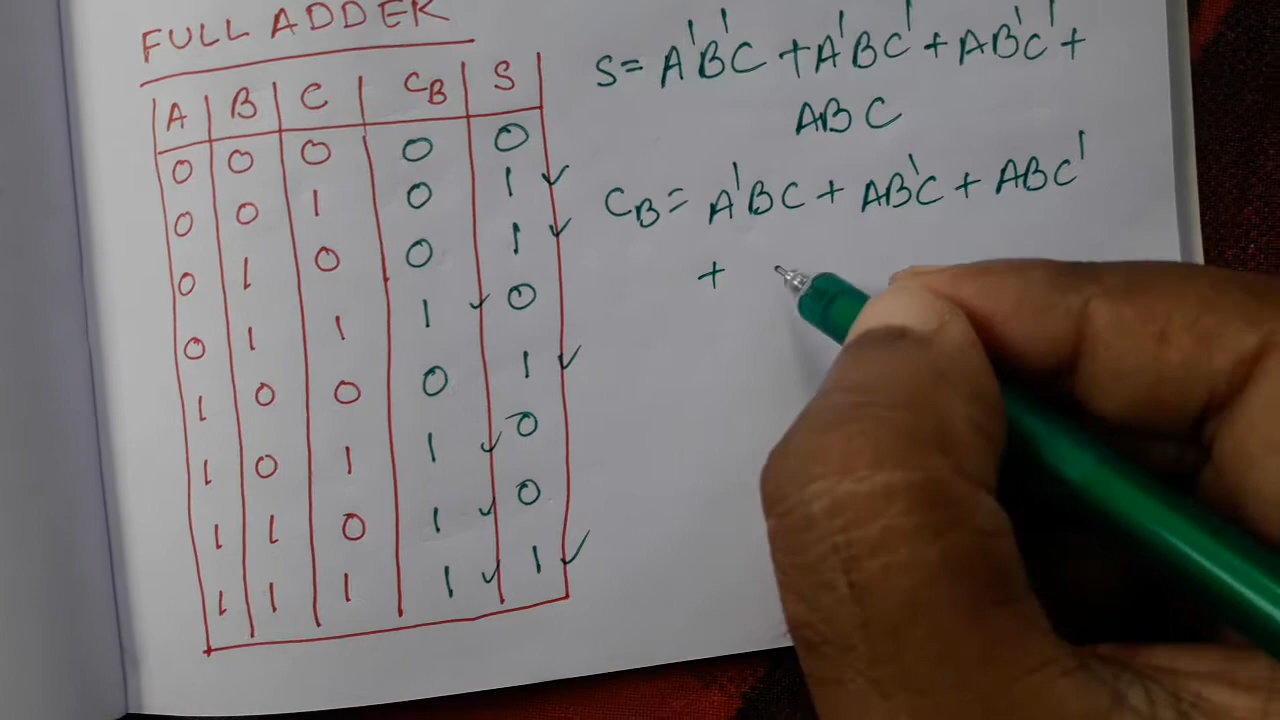 FULL ADDER
A B C CB S
0 0 0 0 0
0 0 1 0 1
0 1 0 0 1
0 1 1 1 0
1 0 0 0 1
1 0 1 1 0
1 1 0 1 0
1 1 1 1 1
S = A'B'C + A'BC' + AB'C' +
ABC
CB = A'BC + AB'C + ABC'
+